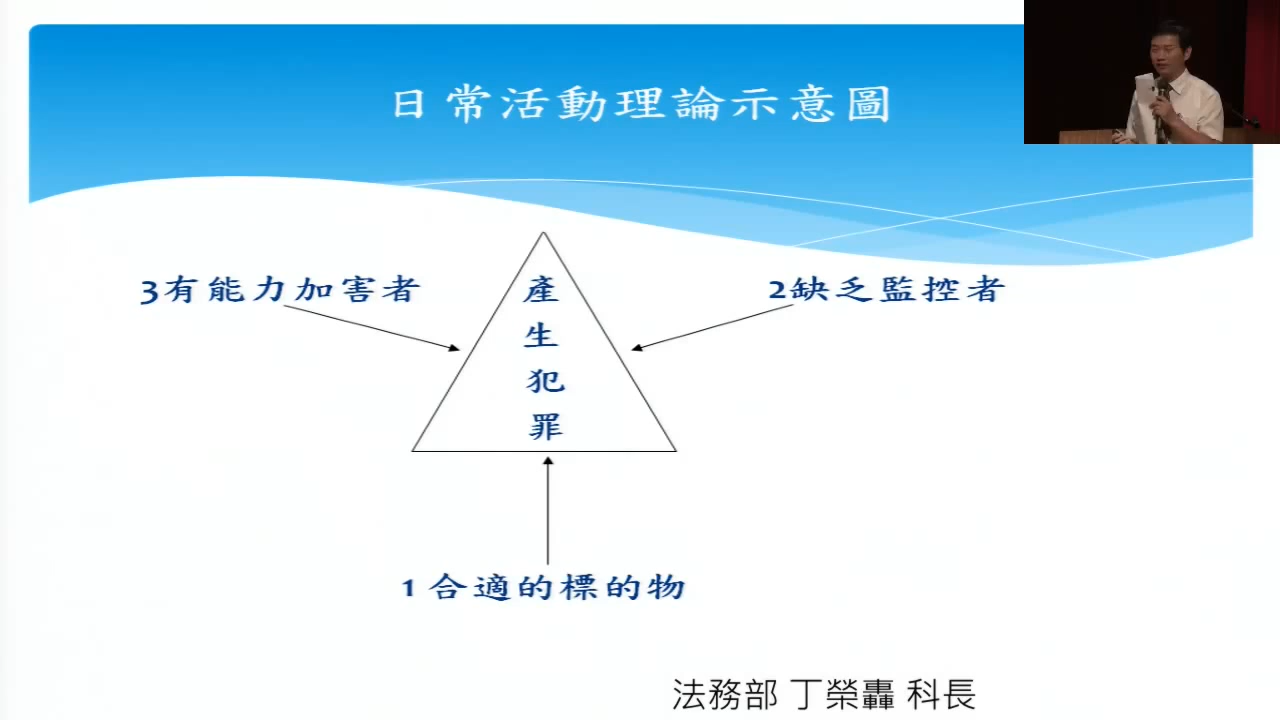 日常活動理論示意圖
3有能力加害者
2缺乏監控者
產
生
犯
罪
1 合適的標的物
法務部 丁榮轟 科長